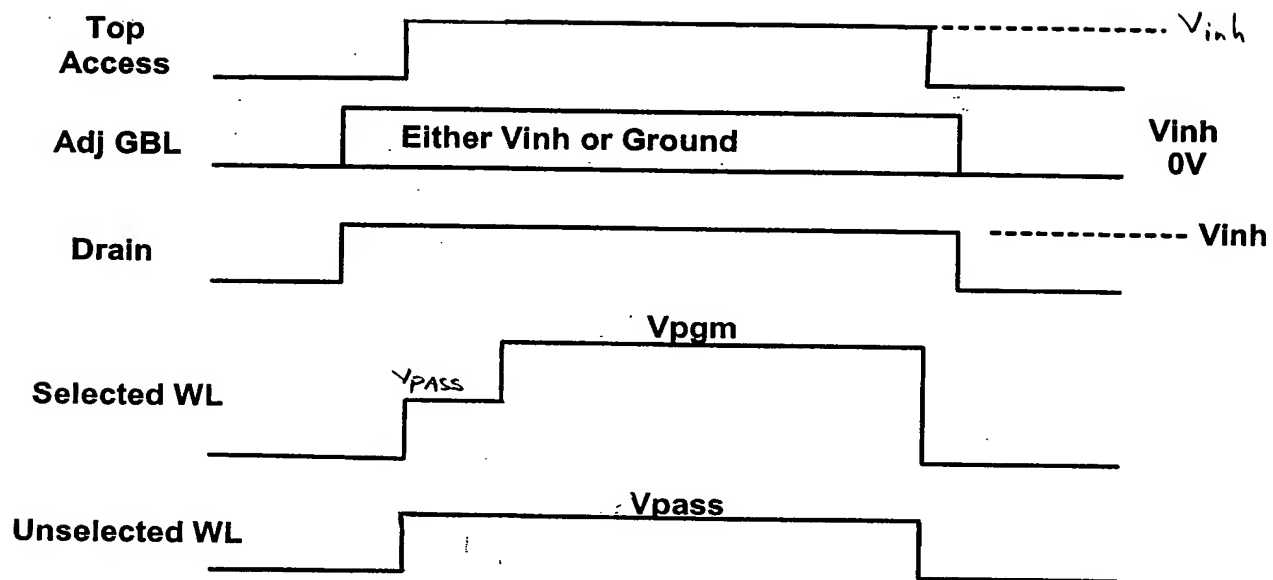 Top
Access
Vinh
Adj GBL
Either Vinh or Ground
Vinh
0V
Drain
Vinh
Vpgm
VPASS
Selected WL
Vpass
Unselected WL